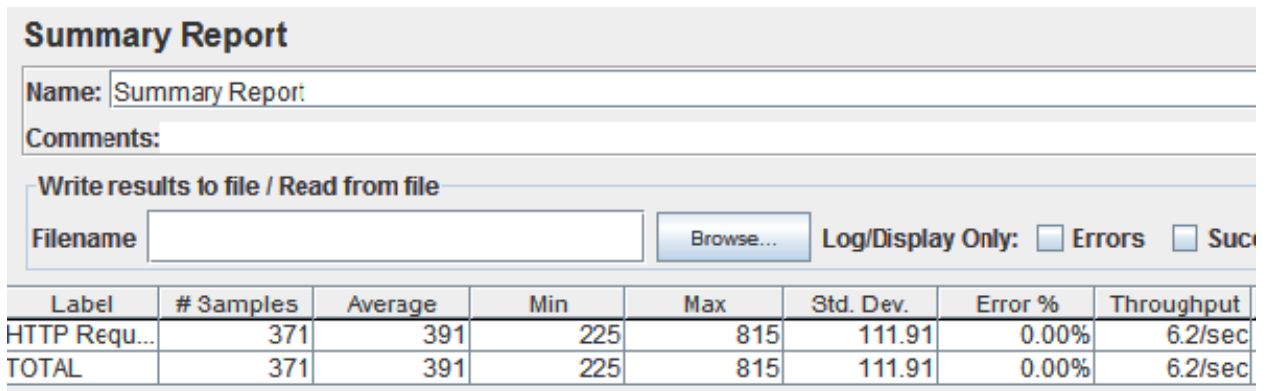 Summary Report
Name: Summary Report
Comments:
Write results to file / Read from file
Filename Browse... Log/Display Only: Errors Suc
Label # Samples Average Min Max Std. Dev. Error % Throughput
HTTP Requ... 371 391 225 815 111.91 0.00% 6.2/sec
TOTAL 371 391 225 815 111.91 0.00% 6.2/sec